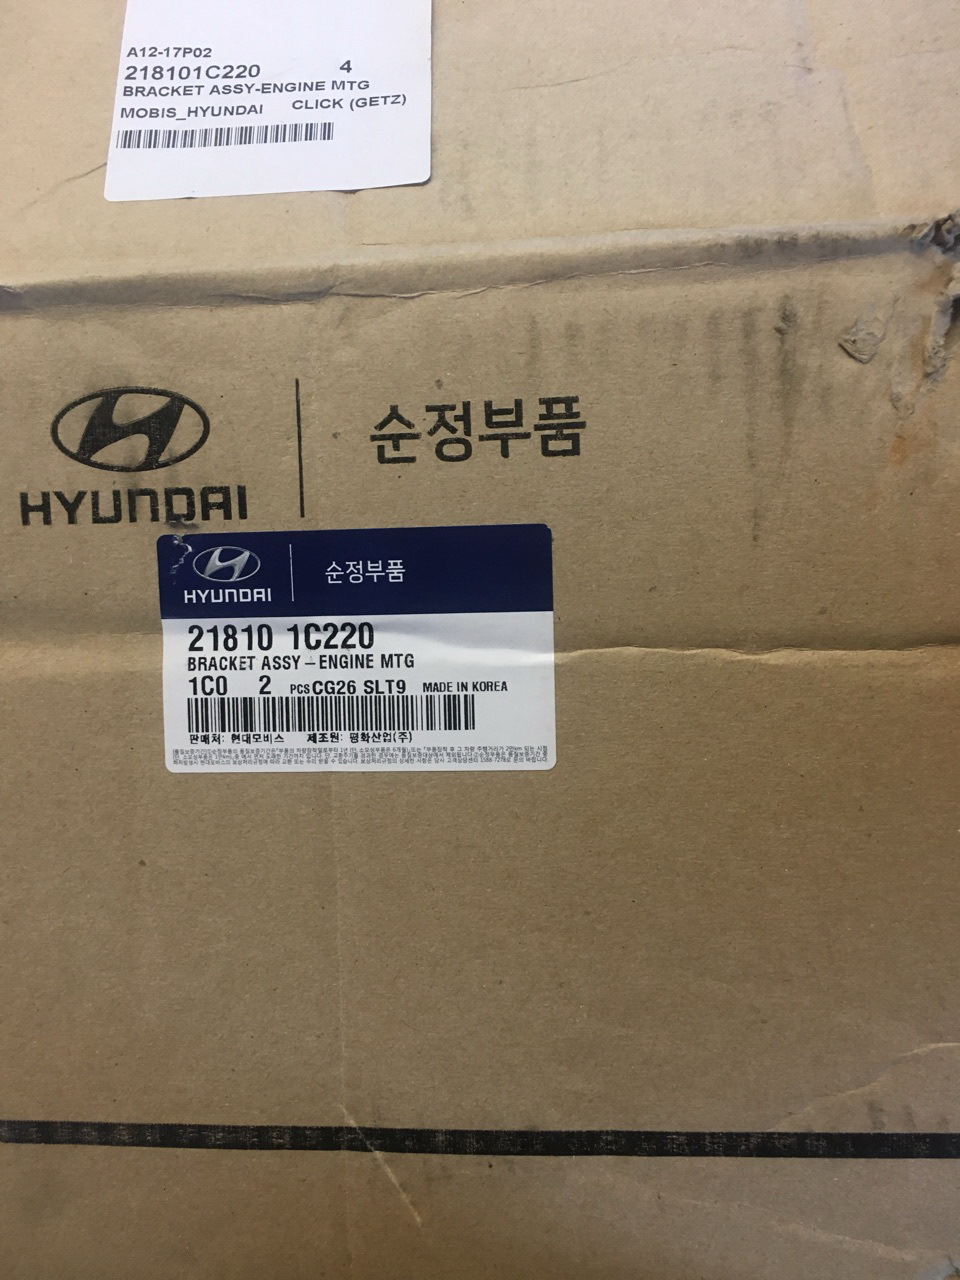 A12-17P02
218101C220 4
BRACKET ASSY-ENGINE MTG
MOBIS_HYUNDAI CLICK (GETZ)
순정부품
HYUNDAI
순정부품
HYUNDAI
21810 1C220
BRACKET ASSY-ENGINE MTG
1C0 2 PCS CG26 SLT9 MADE IN KOREA
판매처: 현대모비스 제조원: 평화산업(주)